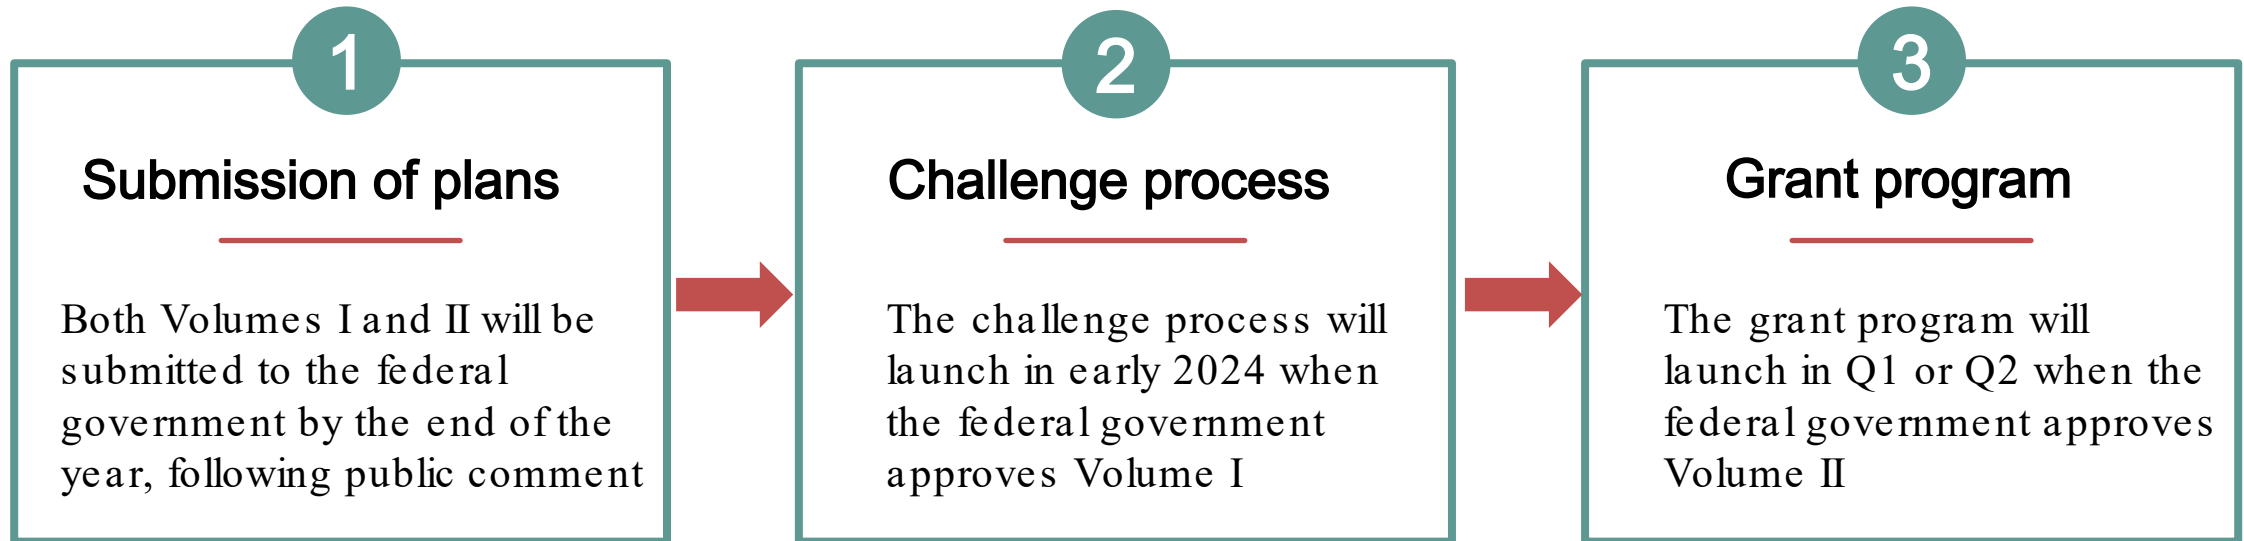 1
Submission of plans
Both Volumes I and II will be
submitted to the federal
government by the end of the
year, following public comment
2
Challenge process
The challenge process will
launch in early 2024 when
the federal government
approves Volume I
3
Grant program
The grant program will
launch in Q1 or Q2 when the
federal government approves
Volume II